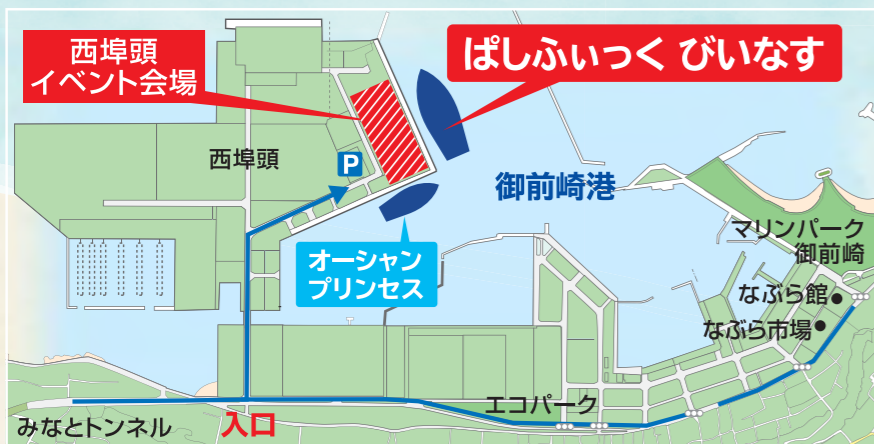 西埠頭
イベント会場
ぱしふぃっく びいなす
西埠頭
P
御前崎港
オーシャン
プリンセス
マリンパーク
御前崎
なぶら館
なぶら市場
エコパーク
みなとトンネル
入口